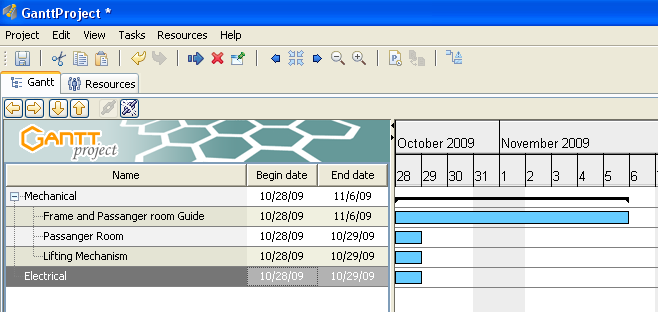 GanttProject *
Project Edit View Tasks Resources Help
Gantt Resources
GANTT
project
October 2009 November 2009
Name Begin date End date
28 29 30 31 1 2 3 4 5 6
Mechanical 10/28/09 11/6/09
Frame and Passanger room Guide 10/28/09 11/6/09
Passanger Room 10/28/09 10/29/09
Lifting Mechanism 10/28/09 10/29/09
Electrical 10/28/09 10/29/09